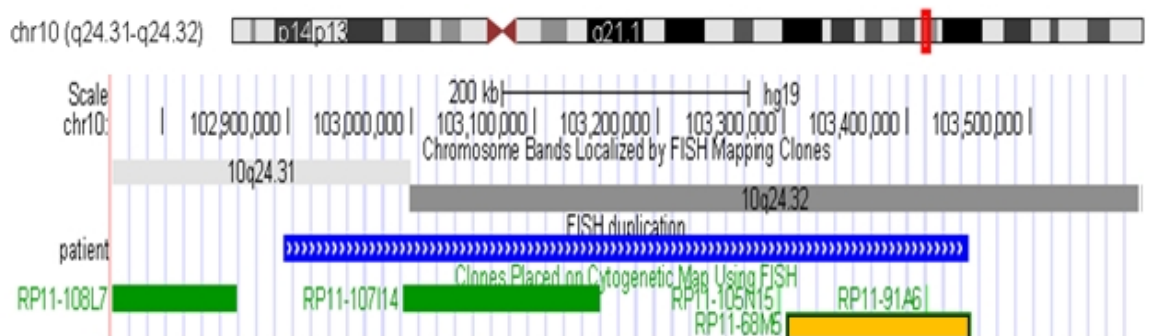 chr10 (q24.31-q24.32) p14 p13 q21.1
Scale 200 kb hg19
chr10: 102,900,000 103,000,000 103,100,000 103,200,000 103,300,000 103,400,000 103,500,000
Chromosome Bands Localized by FISH Mapping Clones
10q24.31
10q24.32
FISH duplication
patient
Clones Placed on Cytogenetic Map Using FISH
RP11-108L7 RP11-107I14 RP11-105N15 RP11-91A6
RP11-68M5